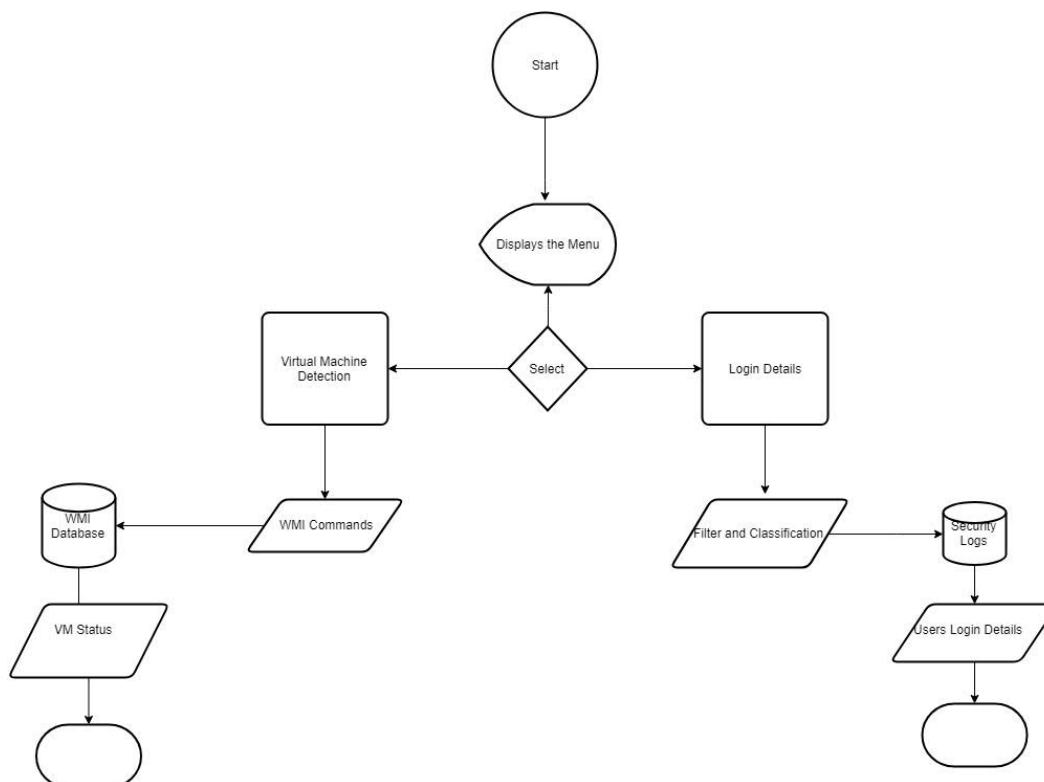 Start
Displays the Menu
Virtual Machine
Detection
Select
Login Details
WMI
Database
WMI Commands
Filter and Classification
Security
Logs
VM Status
Users Login Details